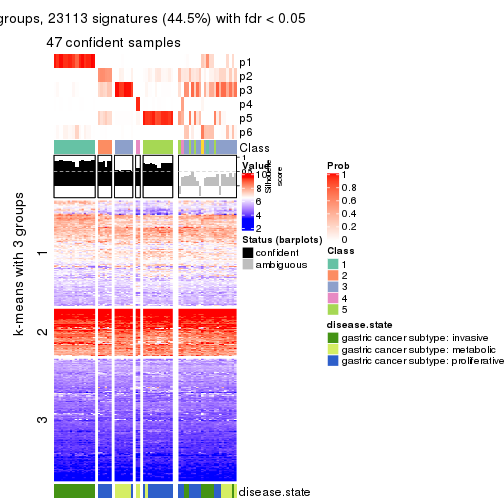 groups, 23113 signatures (44.5%) with fdr < 0.05
47 confident samples
p1
p2
p3
p4
p5
p6
Class
1
Silhouette
score
Value
10
8
6
4
2
Status (barplots)
confident
ambiguous
Prob
1
0.8
0.6
0.4
0.2
0
Class
1
2
3
4
5
disease.state
gastric cancer subtype: invasive
gastric cancer subtype: metabolic
gastric cancer subtype: proliferative
k-means with 3 groups
1
2
3
disease.state